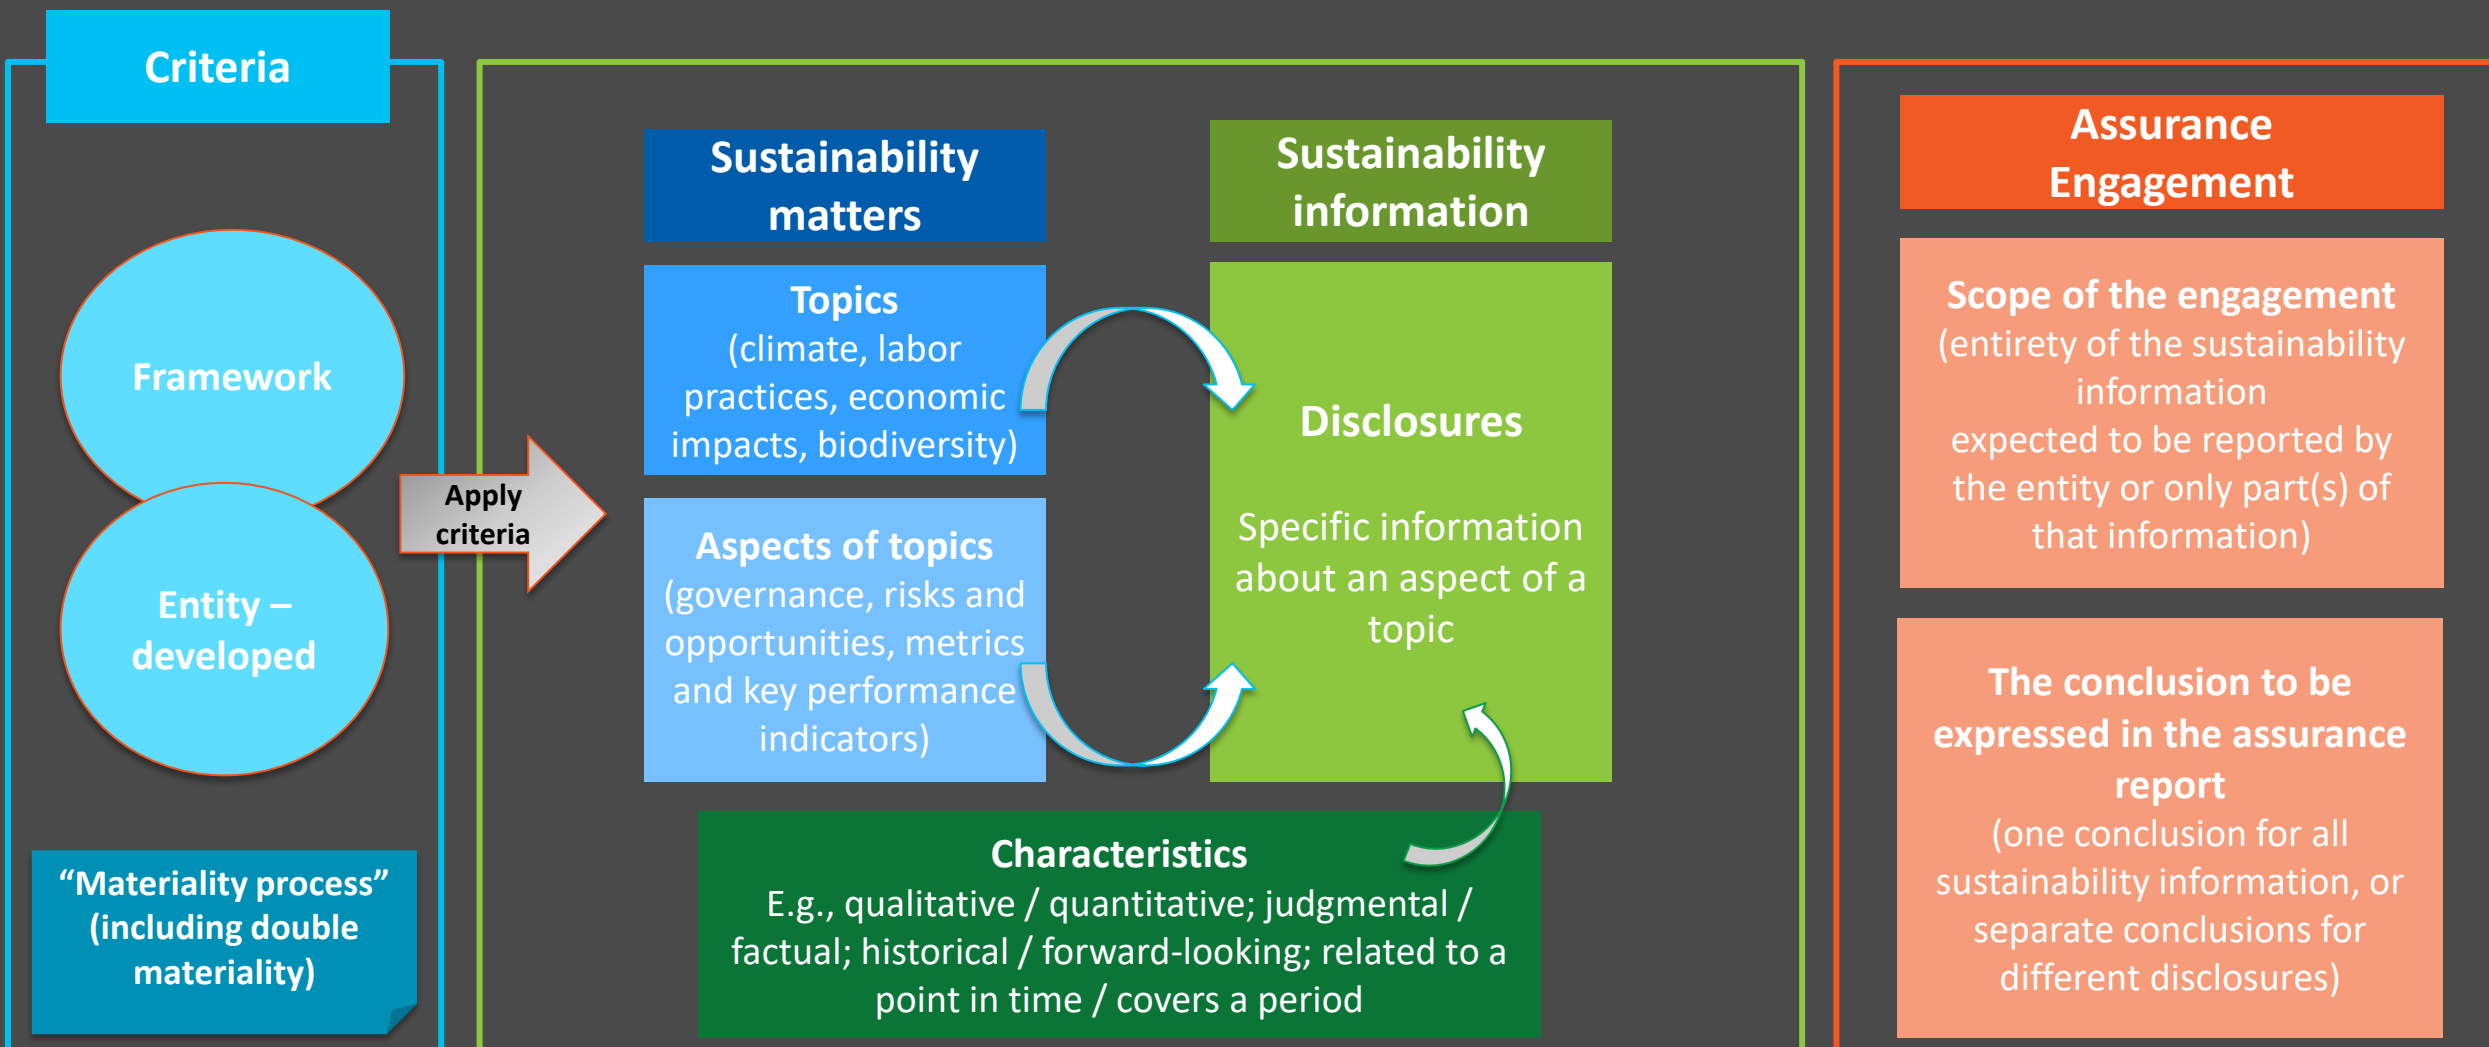 Criteria
Framework
Entity –
developed
“Materiality process”
(including double
materiality)
Apply
criteria
Sustainability
matters
Topics
(climate, labor
practices, economic
impacts, biodiversity)
Aspects of topics
(governance, risks and
opportunities, metrics
and key performance
indicators)
Sustainability
information
Disclosures
Specific information
about an aspect of a
topic
Characteristics
E.g., qualitative / quantitative; judgmental /
factual; historical / forward-looking; related to a
point in time / covers a period
Assurance
Engagement
Scope of the engagement
(entirety of the sustainability
information
expected to be reported by
the entity or only part(s) of
that information)
The conclusion to be
expressed in the assurance
report
(one conclusion for all
sustainability information, or
separate conclusions for
different disclosures)